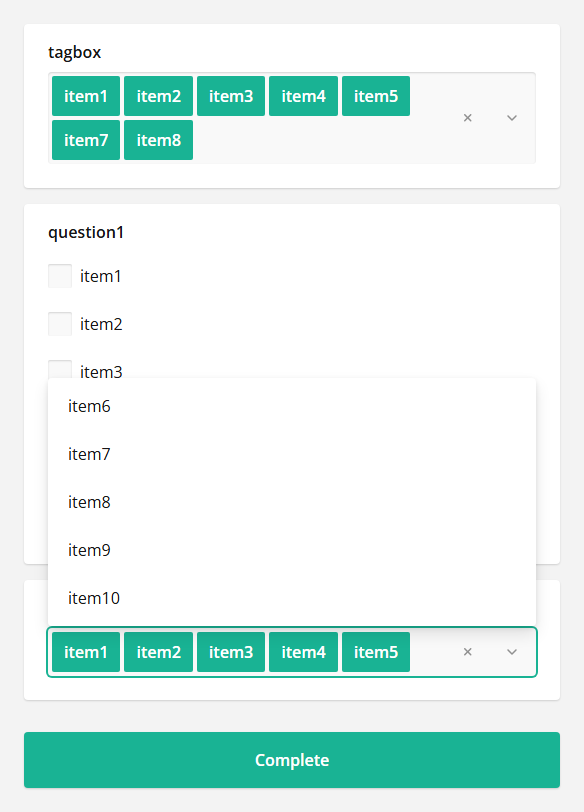 tagbox
item1 item2 item3 item4 item5
item7 item8
question1
item1
item2
item3
item6
item7
item8
item9
item10
item1 item2 item3 item4 item5
Complete